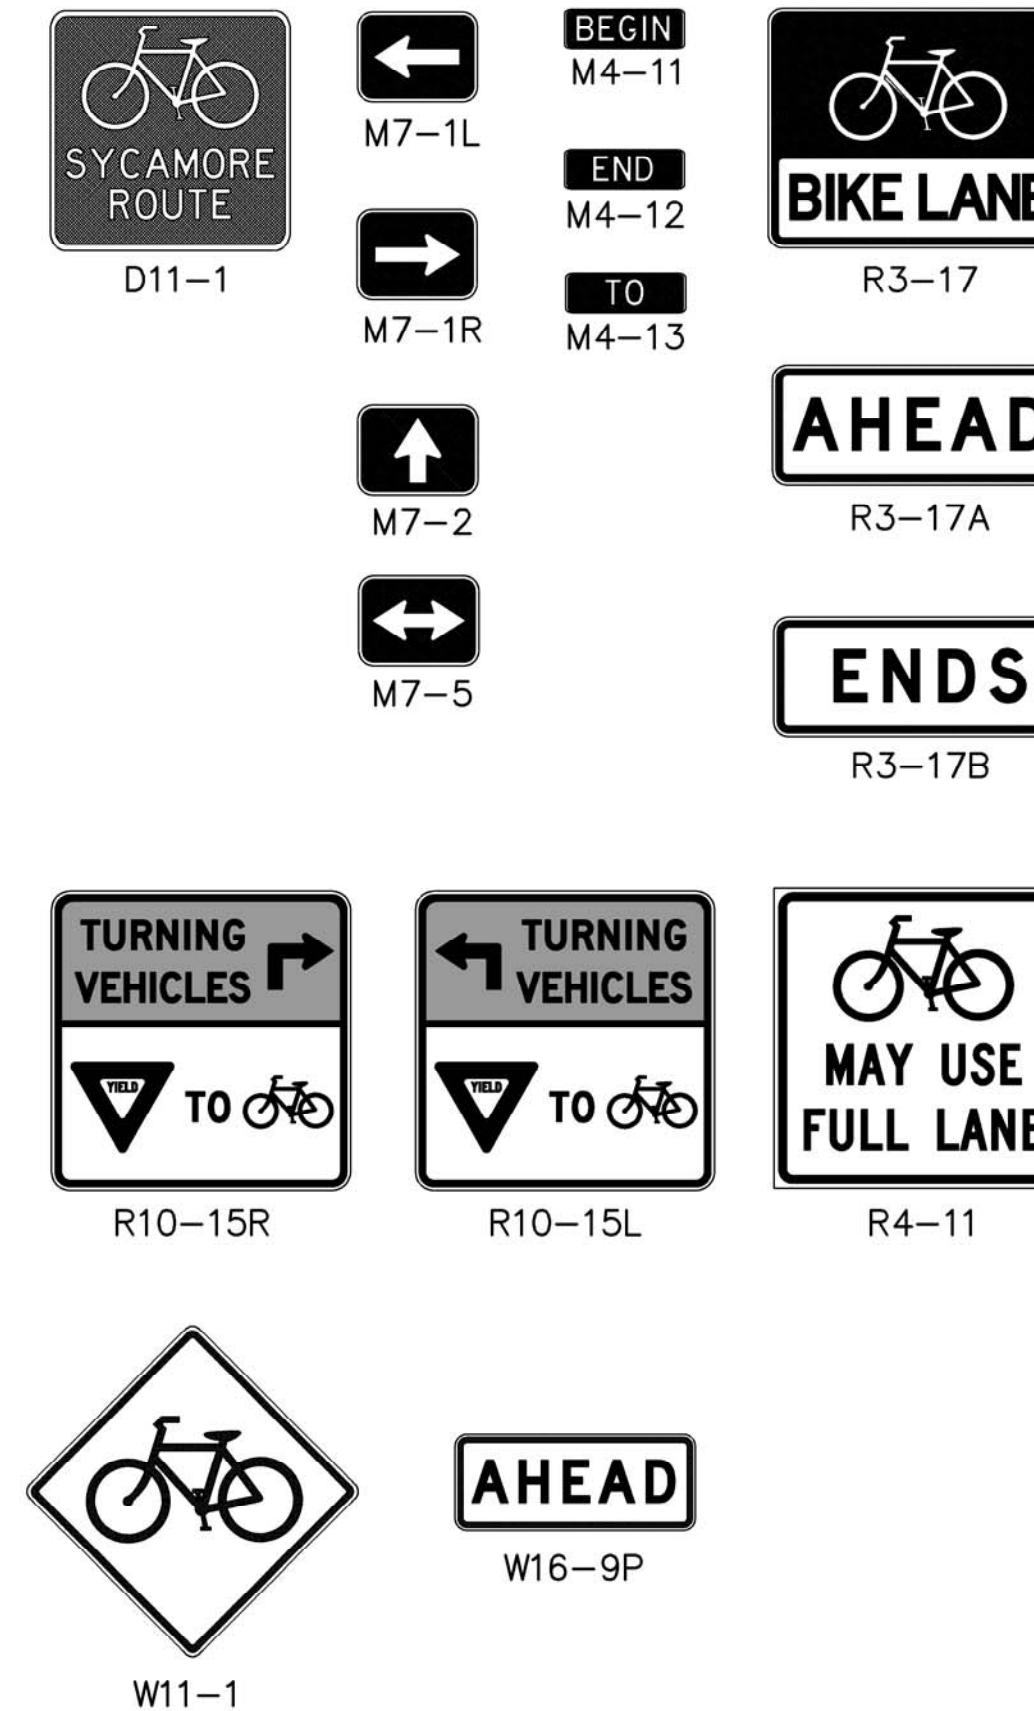 SYCAMORE
ROUTE
D11-1
M7-1L
M7-1R
M7-2
M7-5
BEGIN
M4-11
END
M4-12
TO
M4-13
BIKE LANE
R3-17
AHEAD
R3-17A
ENDS
R3-17B
TURNING
VEHICLES
YIELD TO
R10-15R
TURNING
VEHICLES
YIELD TO
R10-15L
MAY USE
FULL LANE
R4-11
W11-1
AHEAD
W16-9P